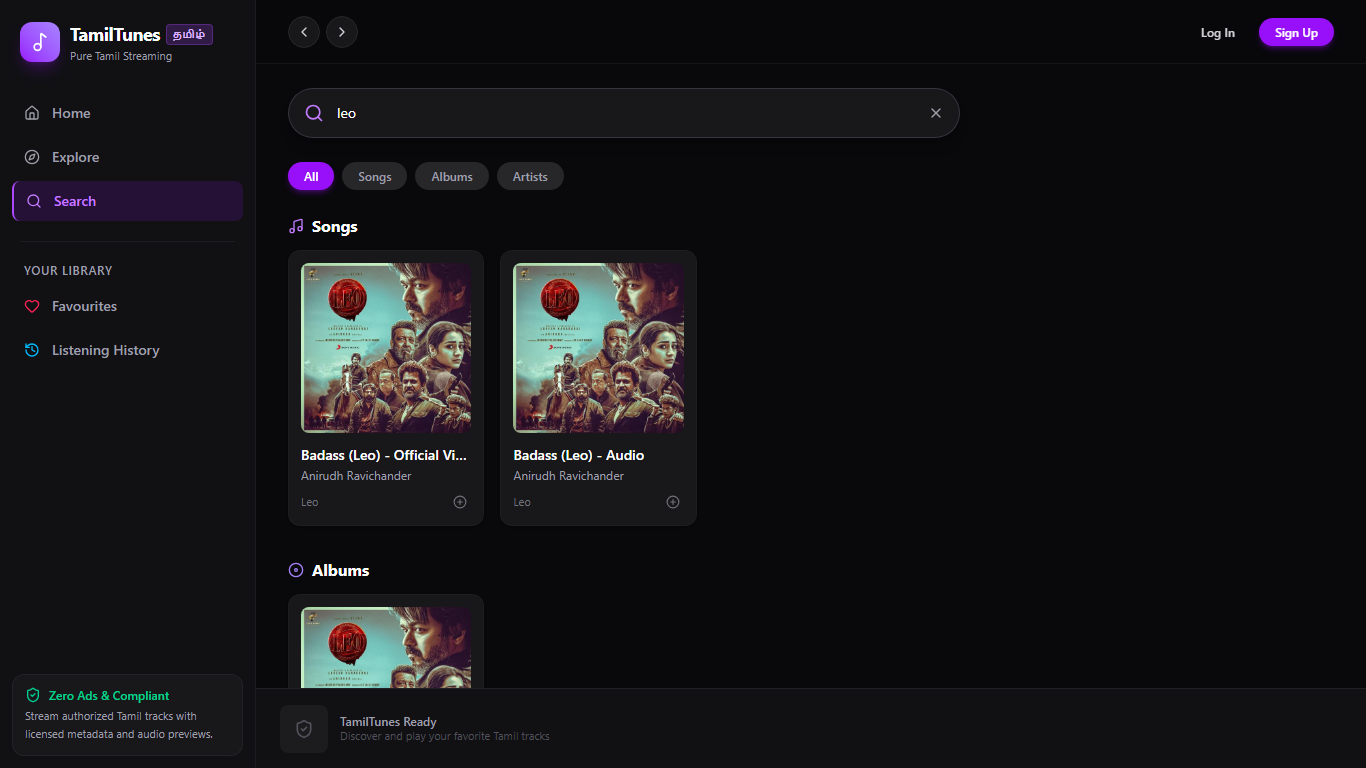 TamilTunes தமிழ்
Pure Tamil Streaming
Home
Explore
Search
YOUR LIBRARY
Favourites
Listening History
Zero Ads & Compliant
Stream authorized Tamil tracks with
licensed metadata and audio previews.
Log In
Sign Up
leo
All
Songs
Albums
Artists
Songs
LEO
Badass (Leo) - Official Vi...
Anirudh Ravichander
Leo
LEO
Badass (Leo) - Audio
Anirudh Ravichander
Leo
Albums
LEO
TamilTunes Ready
Discover and play your favorite Tamil tracks